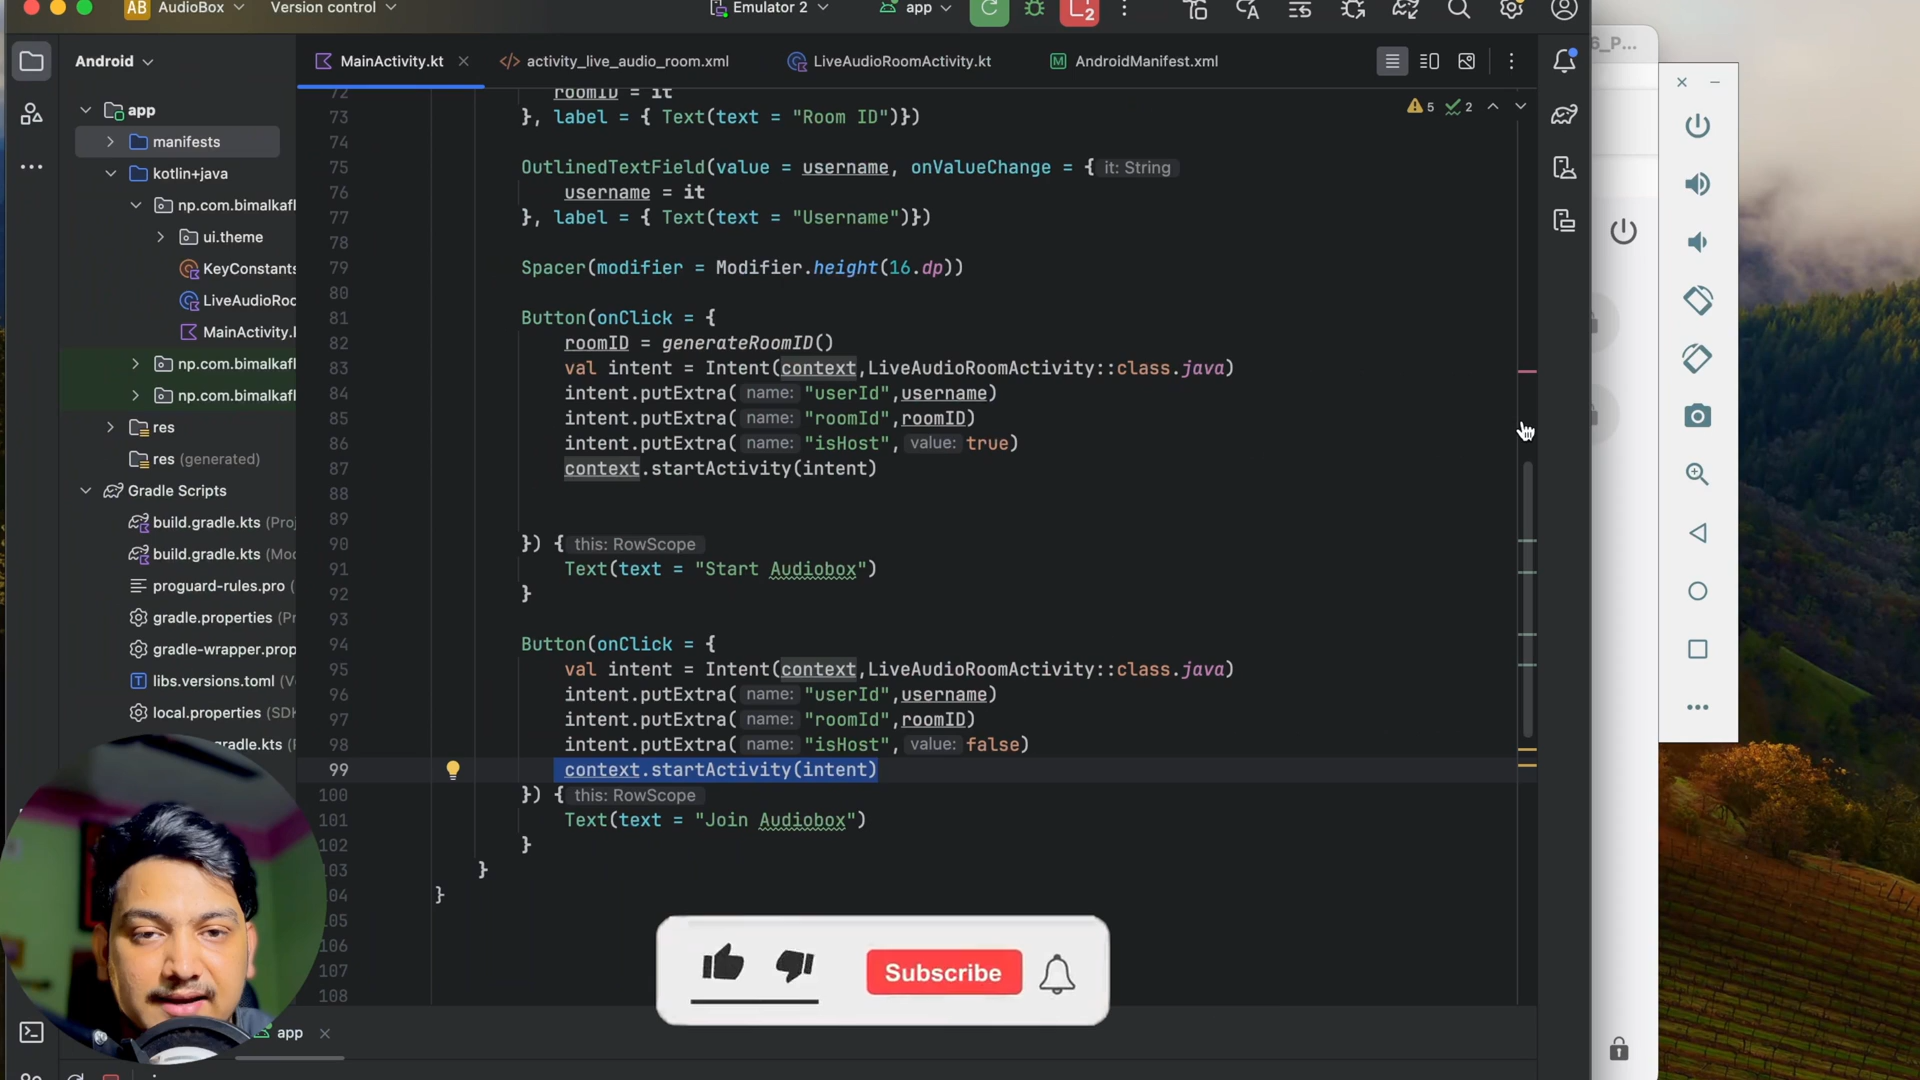 AB AudioBox Version control Emulator 2 app 2
Android
MainActivity.kt activity_live_audio_room.xml LiveAudioRoomActivity.kt AndroidManifest.xml
5 2
app
manifests
kotlin+java
np.com.bimalkafl
ui.theme
KeyConstants
LiveAudioRoo
MainActivity.
np.com.bimalkafl
np.com.bimalkafl
res
res (generated)
Gradle Scripts
build.gradle.kts (Proj
build.gradle.kts (Mod
proguard-rules.pro (
gradle.properties (P
gradle-wrapper.prop
libs.versions.toml (V
local.properties (SDK
gradle.kts (
72 roomID = it
73 }, label = { Text(text = "Room ID")})
74
75 OutlinedTextField(value = username, onValueChange = { it: String
76 username = it
77 }, label = { Text(text = "Username")})
78
79 Spacer(modifier = Modifier.height(16.dp))
80
81 Button(onClick = {
82 roomID = generateRoomID()
83 val intent = Intent(context,LiveAudioRoomActivity::class.java)
84 intent.putExtra( name: "userId",username)
85 intent.putExtra( name: "roomId",roomID)
86 intent.putExtra( name: "isHost", value: true)
87 context.startActivity(intent)
88
89
90 }) { this: RowScope
91 Text(text = "Start Audiobox")
92 }
93
94 Button(onClick = {
95 val intent = Intent(context,LiveAudioRoomActivity::class.java)
96 intent.putExtra( name: "userId",username)
97 intent.putExtra( name: "roomId",roomID)
98 intent.putExtra( name: "isHost", value: false)
99 context.startActivity(intent)
100 }) { this: RowScope
101 Text(text = "Join Audiobox")
102 }
103 }
104 }
105
106
107
108
Subscribe
app